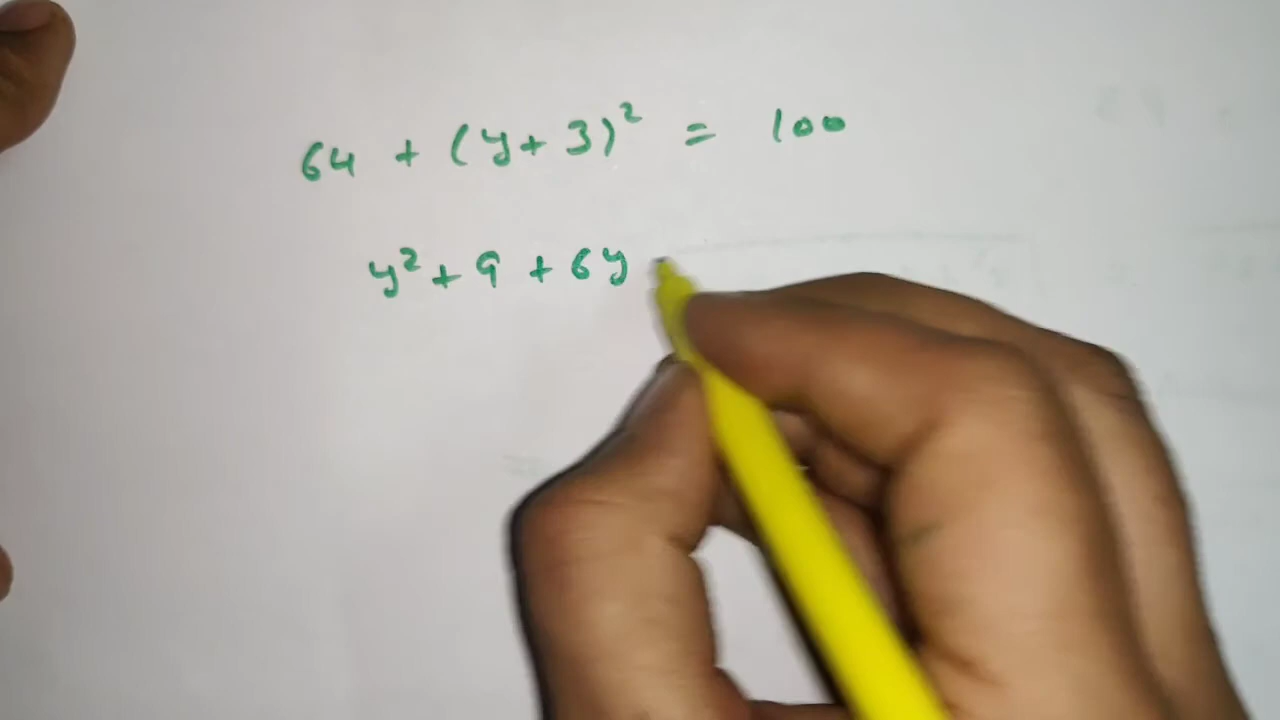 64 + (y + 3)² = 100
y² + 9 + 6y